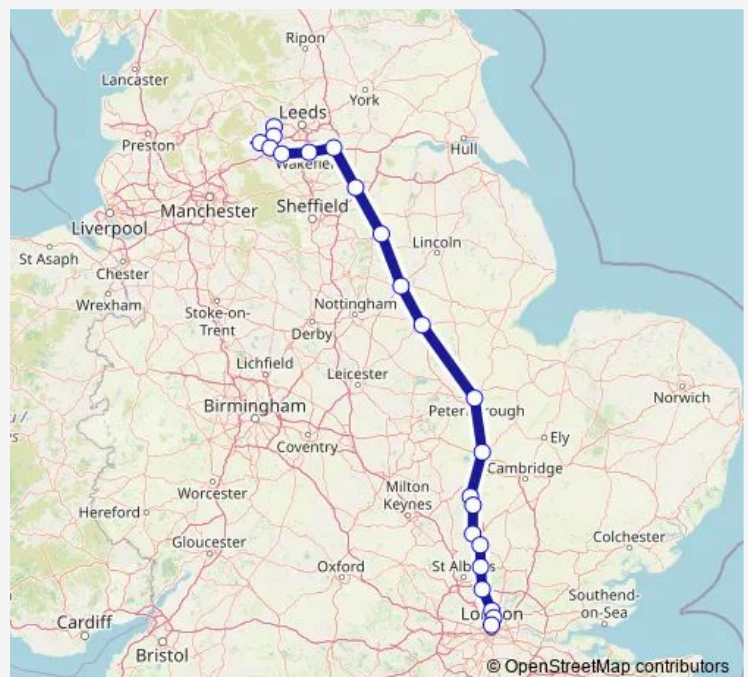 Ripon
Lancaster
York
Leeds
Preston
Hull
Manchester
Sheffield
Liverpool
St Asaph
Lincoln
Chester
Wrexham
Stoke-on-
Trent
Nottingham
Derby
Lichfield
Leicester
Norwich
Birmingham
Ely
Coventry
Cambridge
Worcester
Milton
Keynes
Hereford
Gloucester
Colchester
Oxford
Southend-
on-Sea
Cardiff
Bristol
© OpenStreetMap contributors